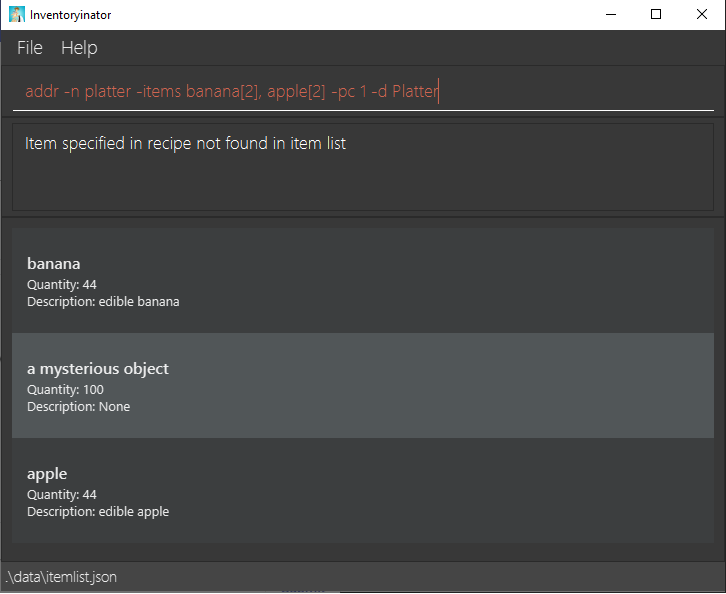 Inventoryinator
File Help
addr -n platter -items banana[2], apple[2] -pc 1 -d Platter
Item specified in recipe not found in item list
banana
Quantity: 44
Description: edible banana
a mysterious object
Quantity: 100
Description: None
apple
Quantity: 44
Description: edible apple
.\data\itemlist.json